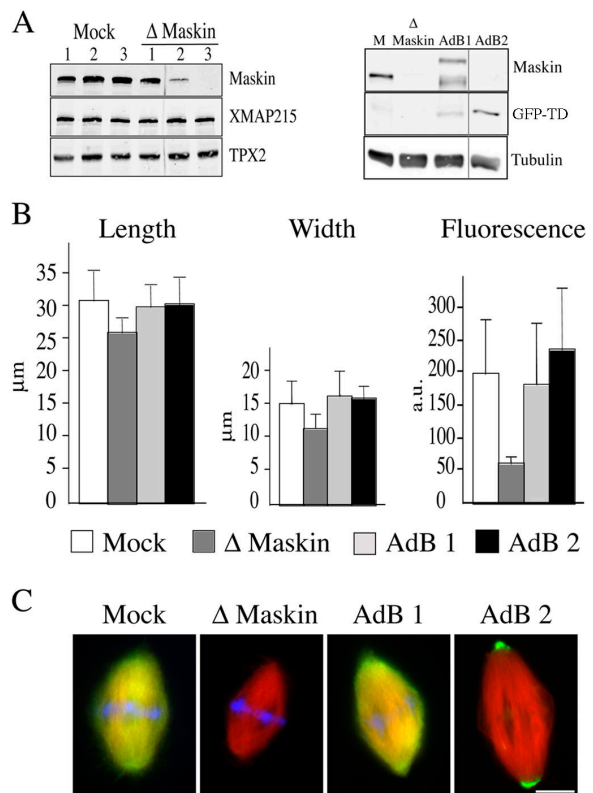 A
Mock Δ Maskin
1 2 3 1 2 3
Maskin
XMAP215
TPX2
Δ
M Maskin AdB1 AdB2
Maskin
GFP-TD
Tubulin
B
Length Width Fluorescence
35
30
25
20
15
10
5
0
µm
20
15
10
5
0
µm
300
250
200
150
100
50
0
a.u.
Mock Δ Maskin AdB 1 AdB 2
C
Mock Δ Maskin AdB 1 AdB 2